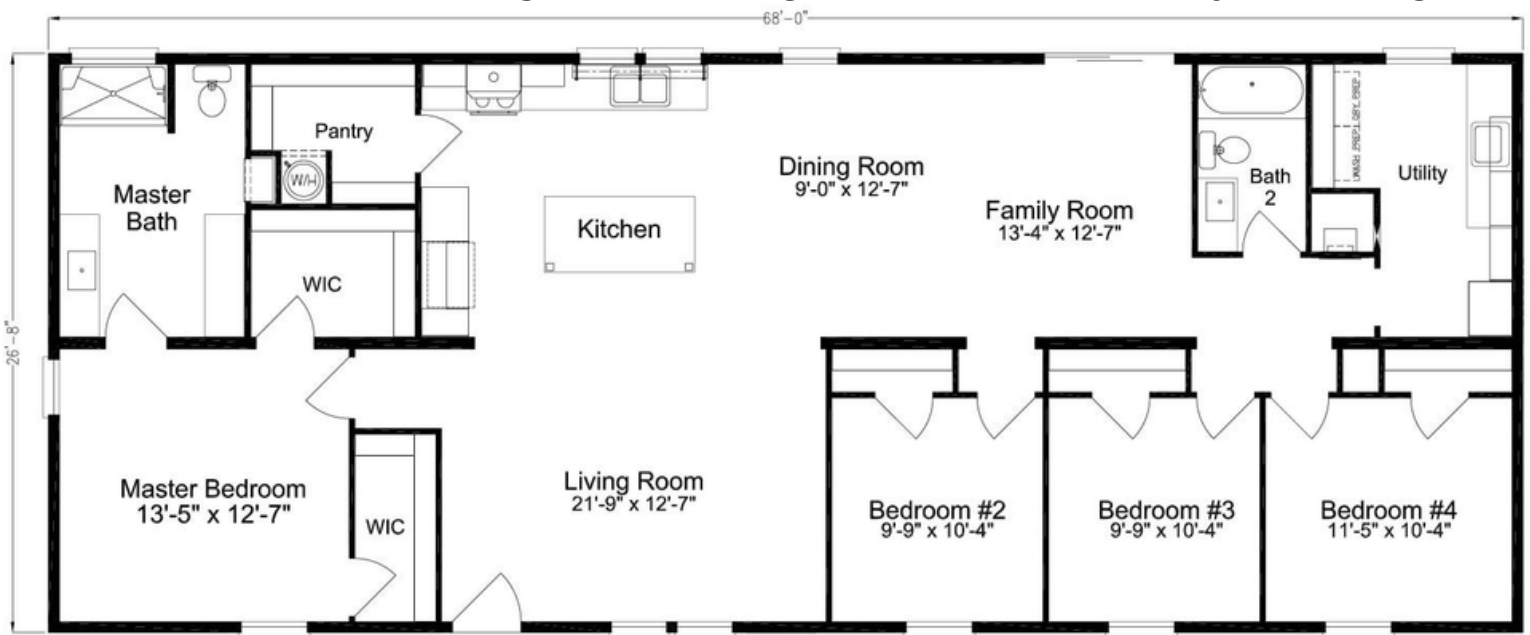 68'-0"
26'-8"
Pantry
W/H
Master
Bath
WIC
Kitchen
Dining Room
9'-0" x 12'-7"
Family Room
13'-4" x 12'-7"
Bath
2
Utility
Master Bedroom
13'-5" x 12'-7"
WIC
Living Room
21'-9" x 12'-7"
Bedroom #2
9'-9" x 10'-4"
Bedroom #3
9'-9" x 10'-4"
Bedroom #4
11'-5" x 10'-4"